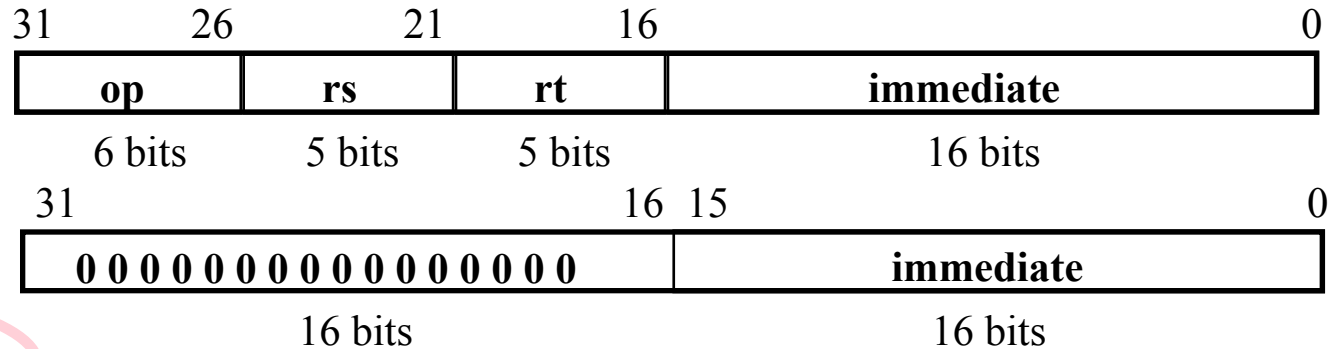 31 26 21 16 0
op rs rt immediate
6 bits 5 bits 5 bits 16 bits
31 16 15 0
0 0 0 0 0 0 0 0 0 0 0 0 0 0 0 0 immediate
16 bits 16 bits